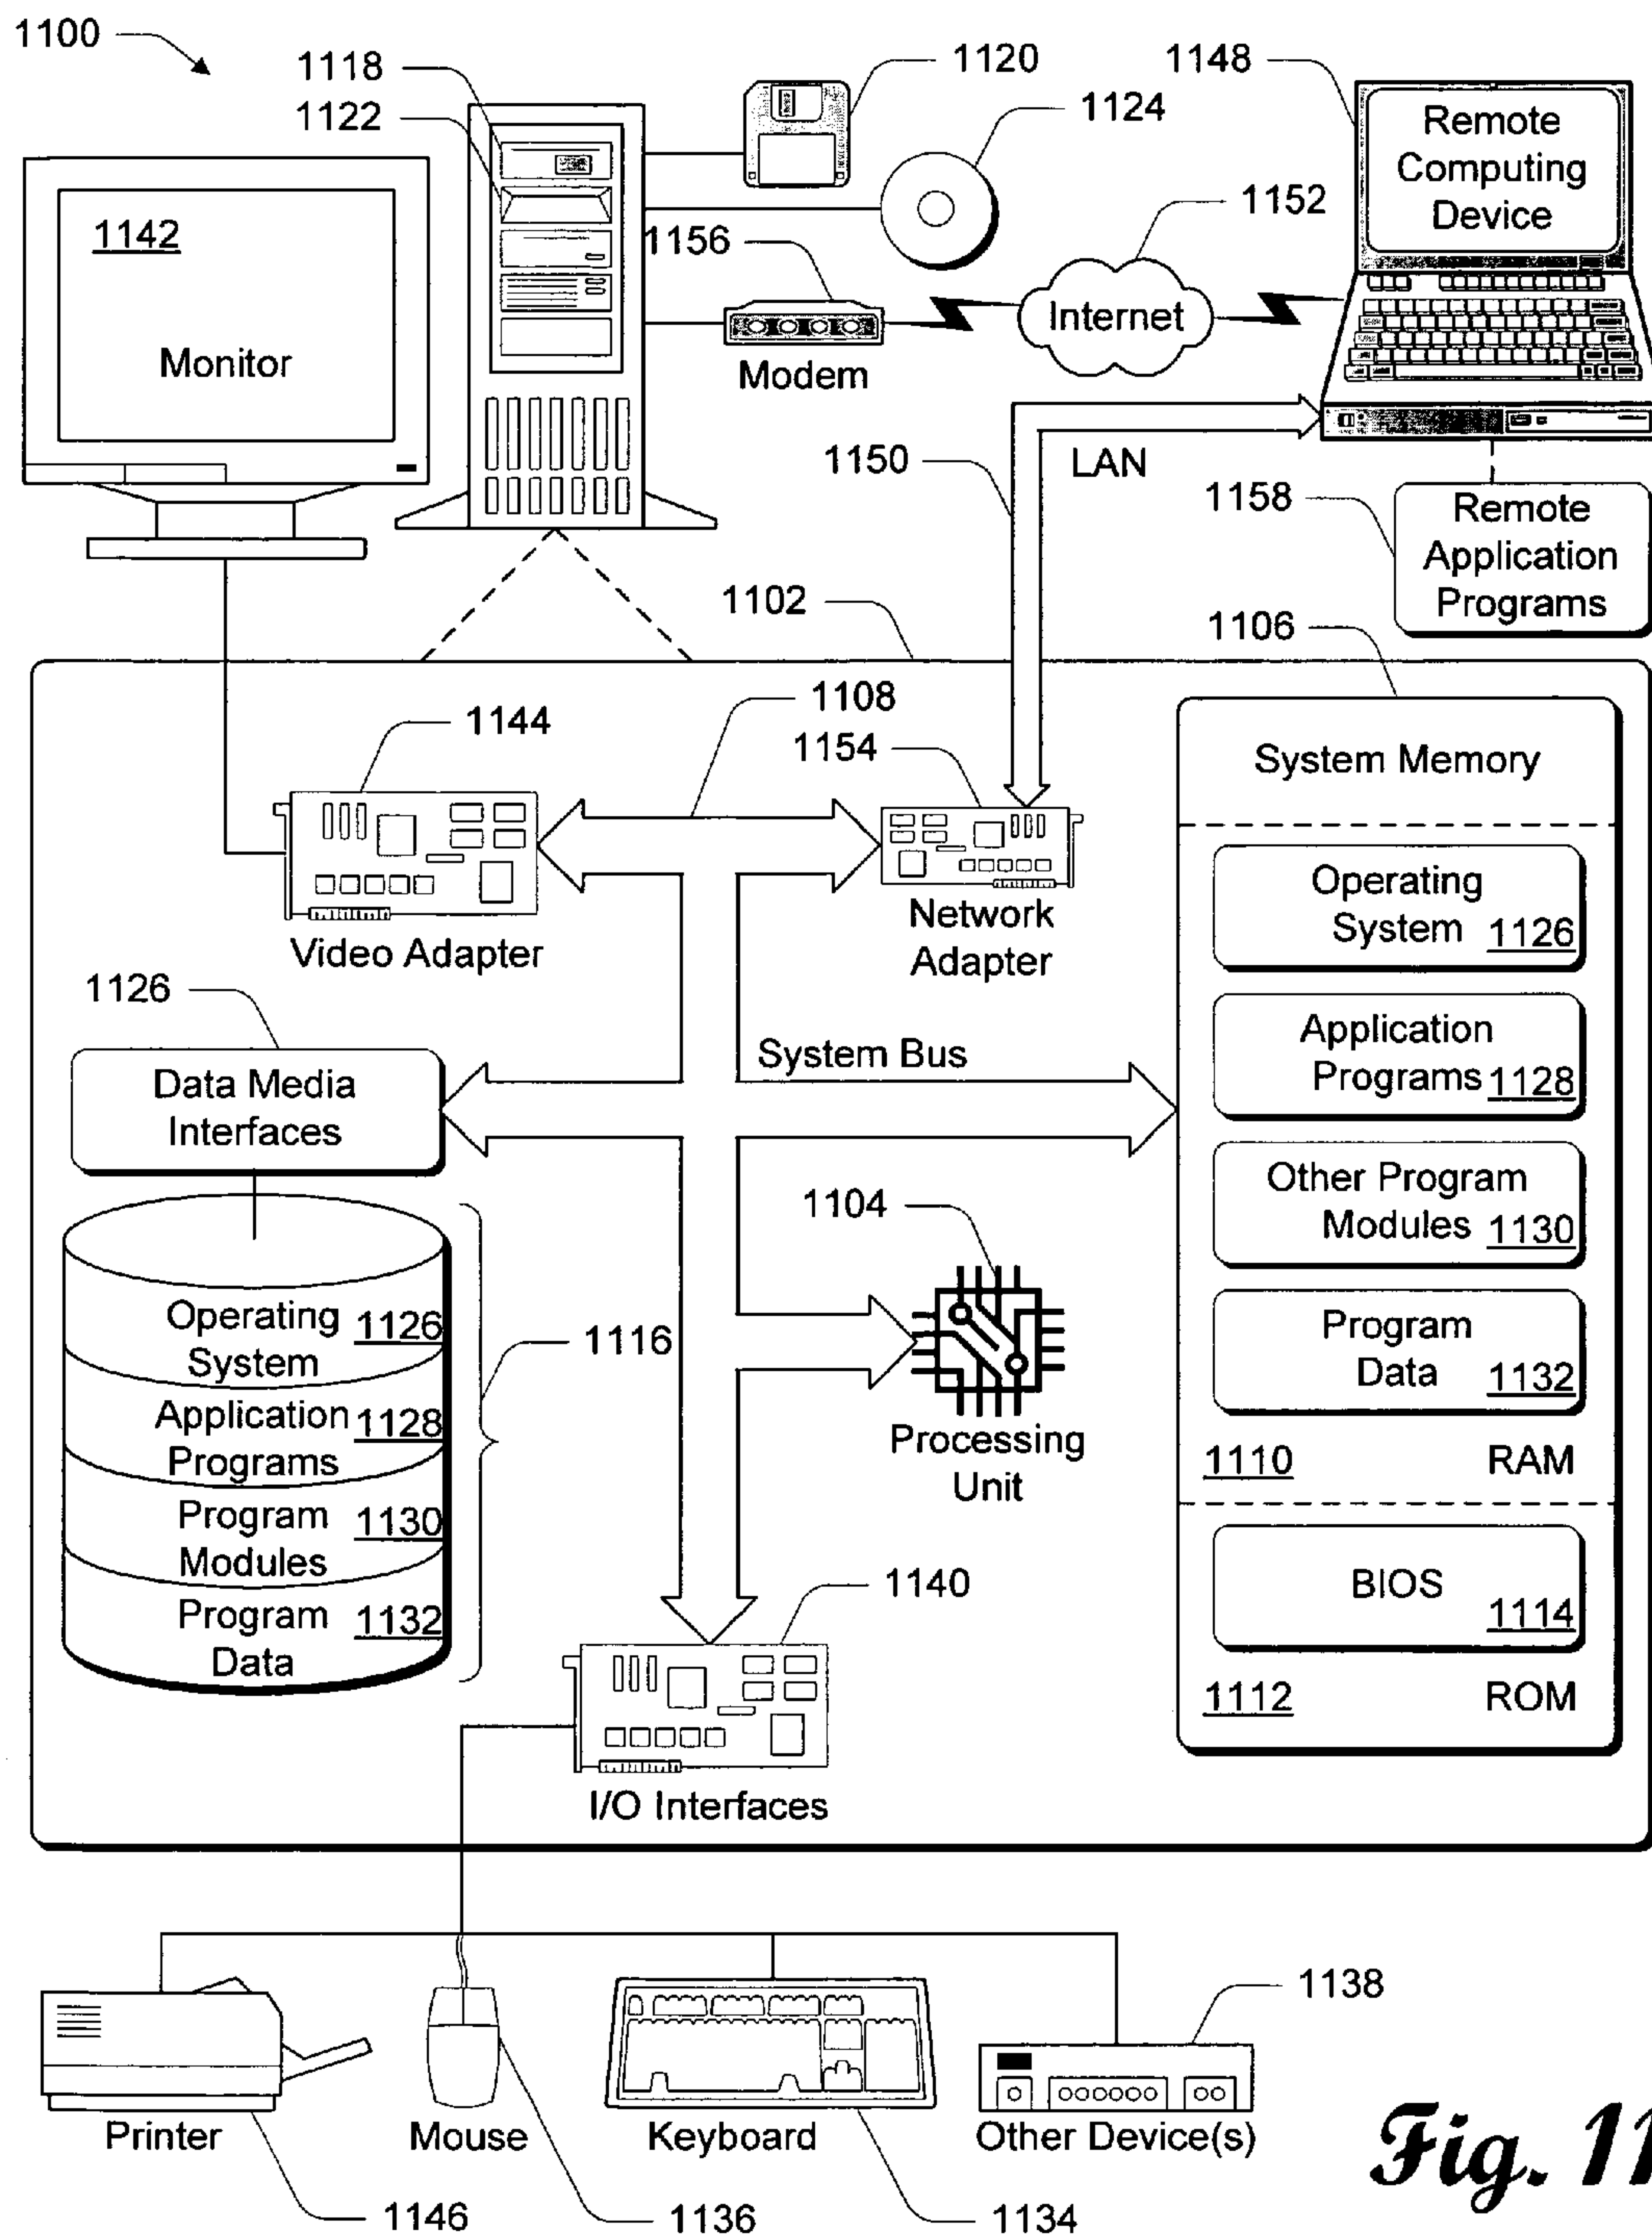 1100
1118
1122
1120
1124
1148
Remote
Computing
Device
1142
Monitor
1156
Modem
1152
Internet
1150
LAN
1158
Remote
Application
Programs
1102
1106
1108
1144
1154
System Memory
Video Adapter
Network
Adapter
Operating
System 1126
1126
Data Media
Interfaces
System Bus
Application
Programs 1128
Other Program
Modules 1130
1104
Processing
Unit
Program
Data 1132
1110 RAM
Operating 1126
System
Application 1128
Programs
Program 1130
Modules
Program 1132
Data
1116
BIOS
1114
1112 ROM
1140
I/O Interfaces
1138
Printer
Mouse
Keyboard
Other Device(s)
1146
1136
1134
Fig. 11